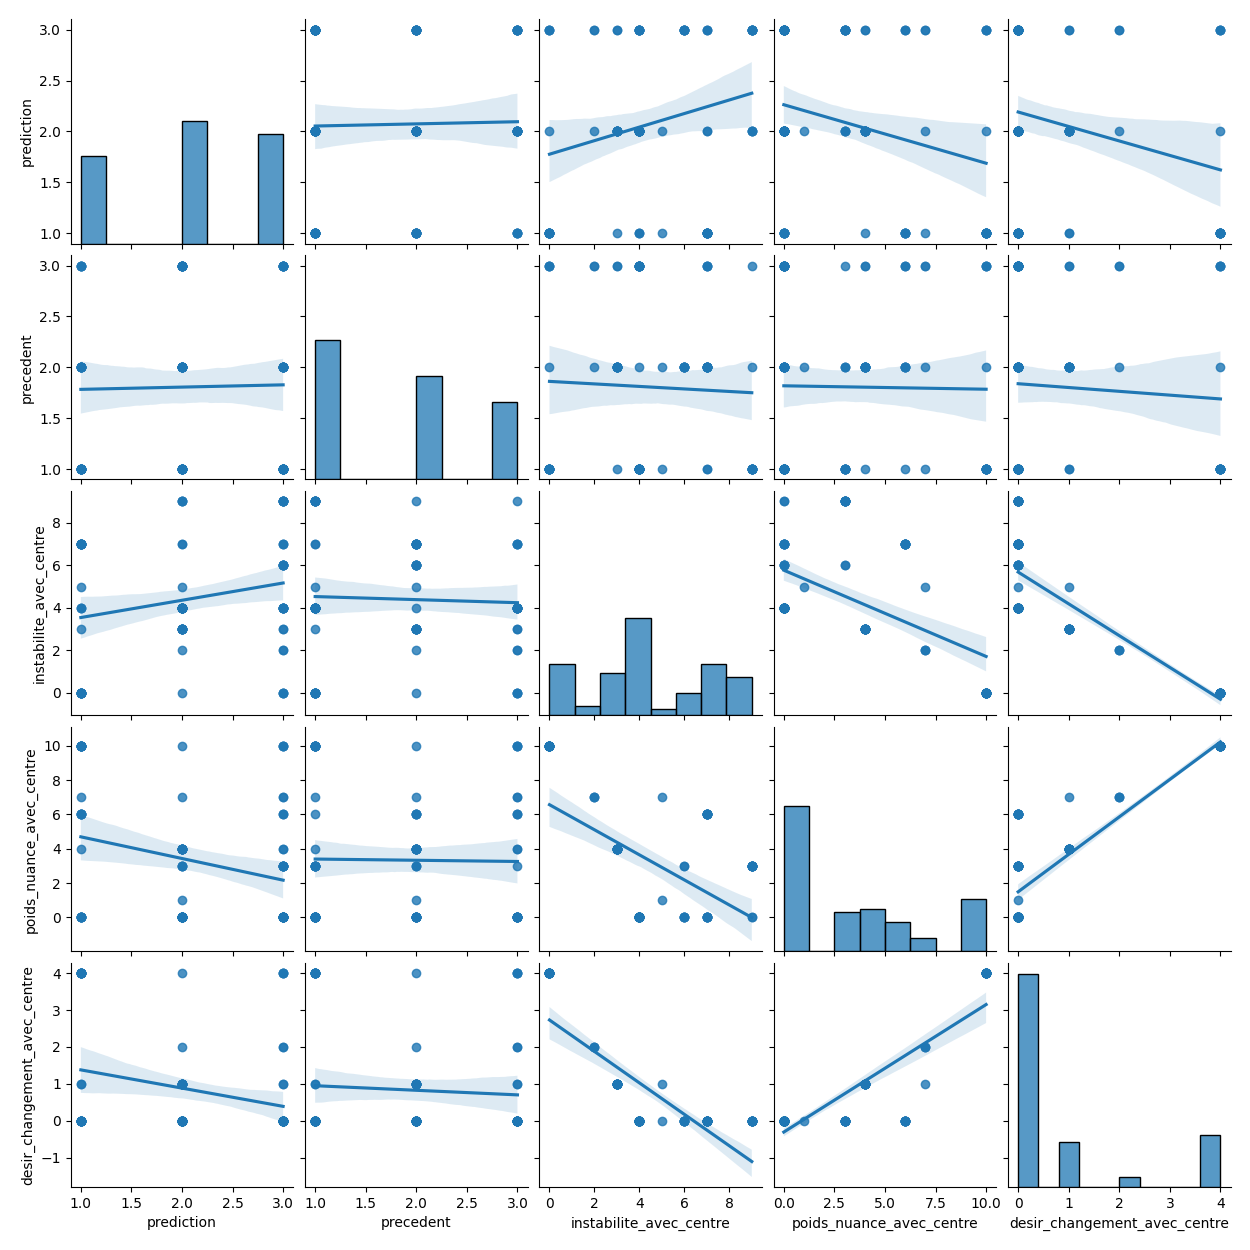 3.0
2.5
2.0
1.5
1.0
prediction
3.0
2.5
2.0
1.5
1.0
precedent
8
6
4
2
0
instabilite_avec_centre
10
8
6
4
2
0
poids_nuance_avec_centre
4
3
2
1
0
−1
desir_changement_avec_centre
1.0 1.5 2.0 2.5 3.0
prediction
1.0 1.5 2.0 2.5 3.0
precedent
0 2 4 6 8
instabilite_avec_centre
0.0 2.5 5.0 7.5 10.0
poids_nuance_avec_centre
0 1 2 3 4
desir_changement_avec_centre